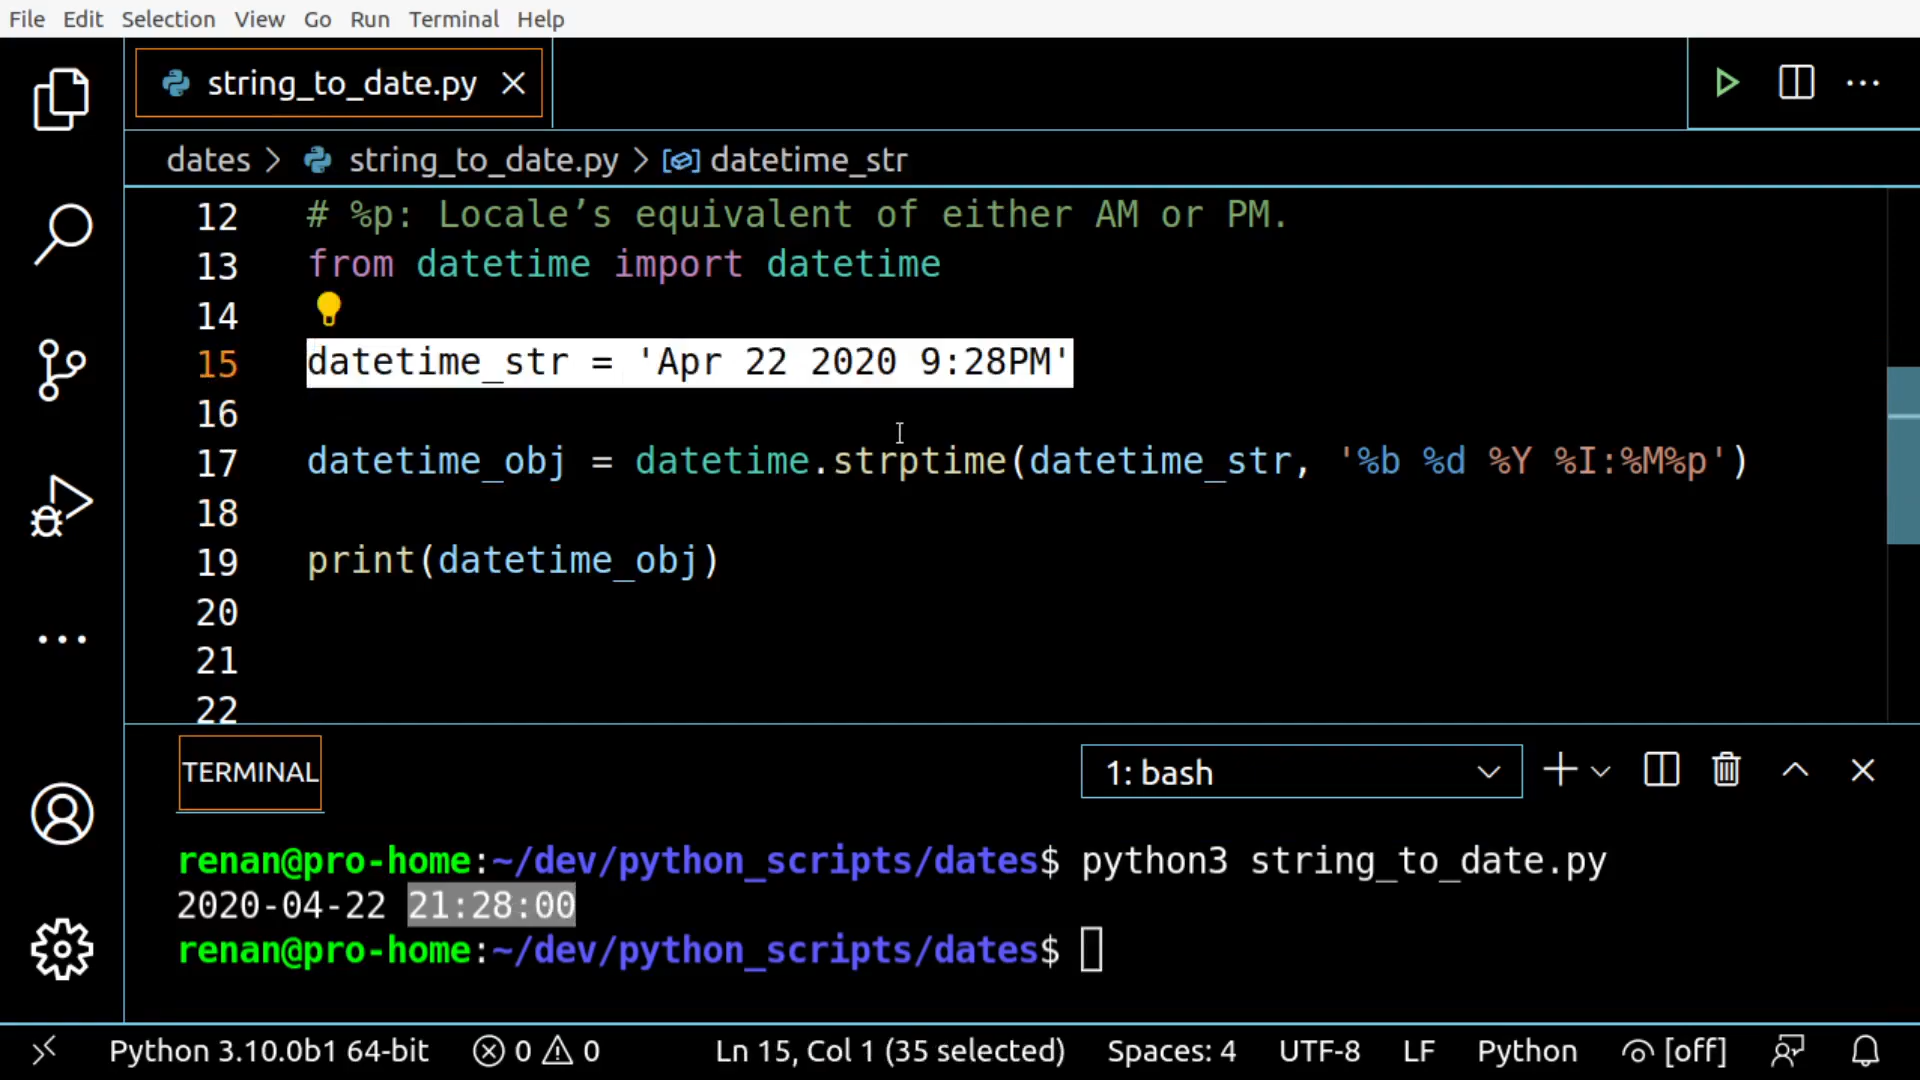 File Edit Selection View Go Run Terminal Help
string_to_date.py
dates > string_to_date.py > datetime_str
12 # %p: Locale’s equivalent of either AM or PM.
13 from datetime import datetime
14
15 datetime_str = 'Apr 22 2020 9:28PM'
16
17 datetime_obj = datetime.strptime(datetime_str, '%b %d %Y %I:%M%p')
18
19 print(datetime_obj)
20
21
22
TERMINAL 1: bash
renan@pro-home:~/dev/python_scripts/dates$ python3 string_to_date.py
2020-04-22 21:28:00
renan@pro-home:~/dev/python_scripts/dates$
Python 3.10.0b1 64-bit 0 0 Ln 15, Col 1 (35 selected) Spaces: 4 UTF-8 LF Python [off]